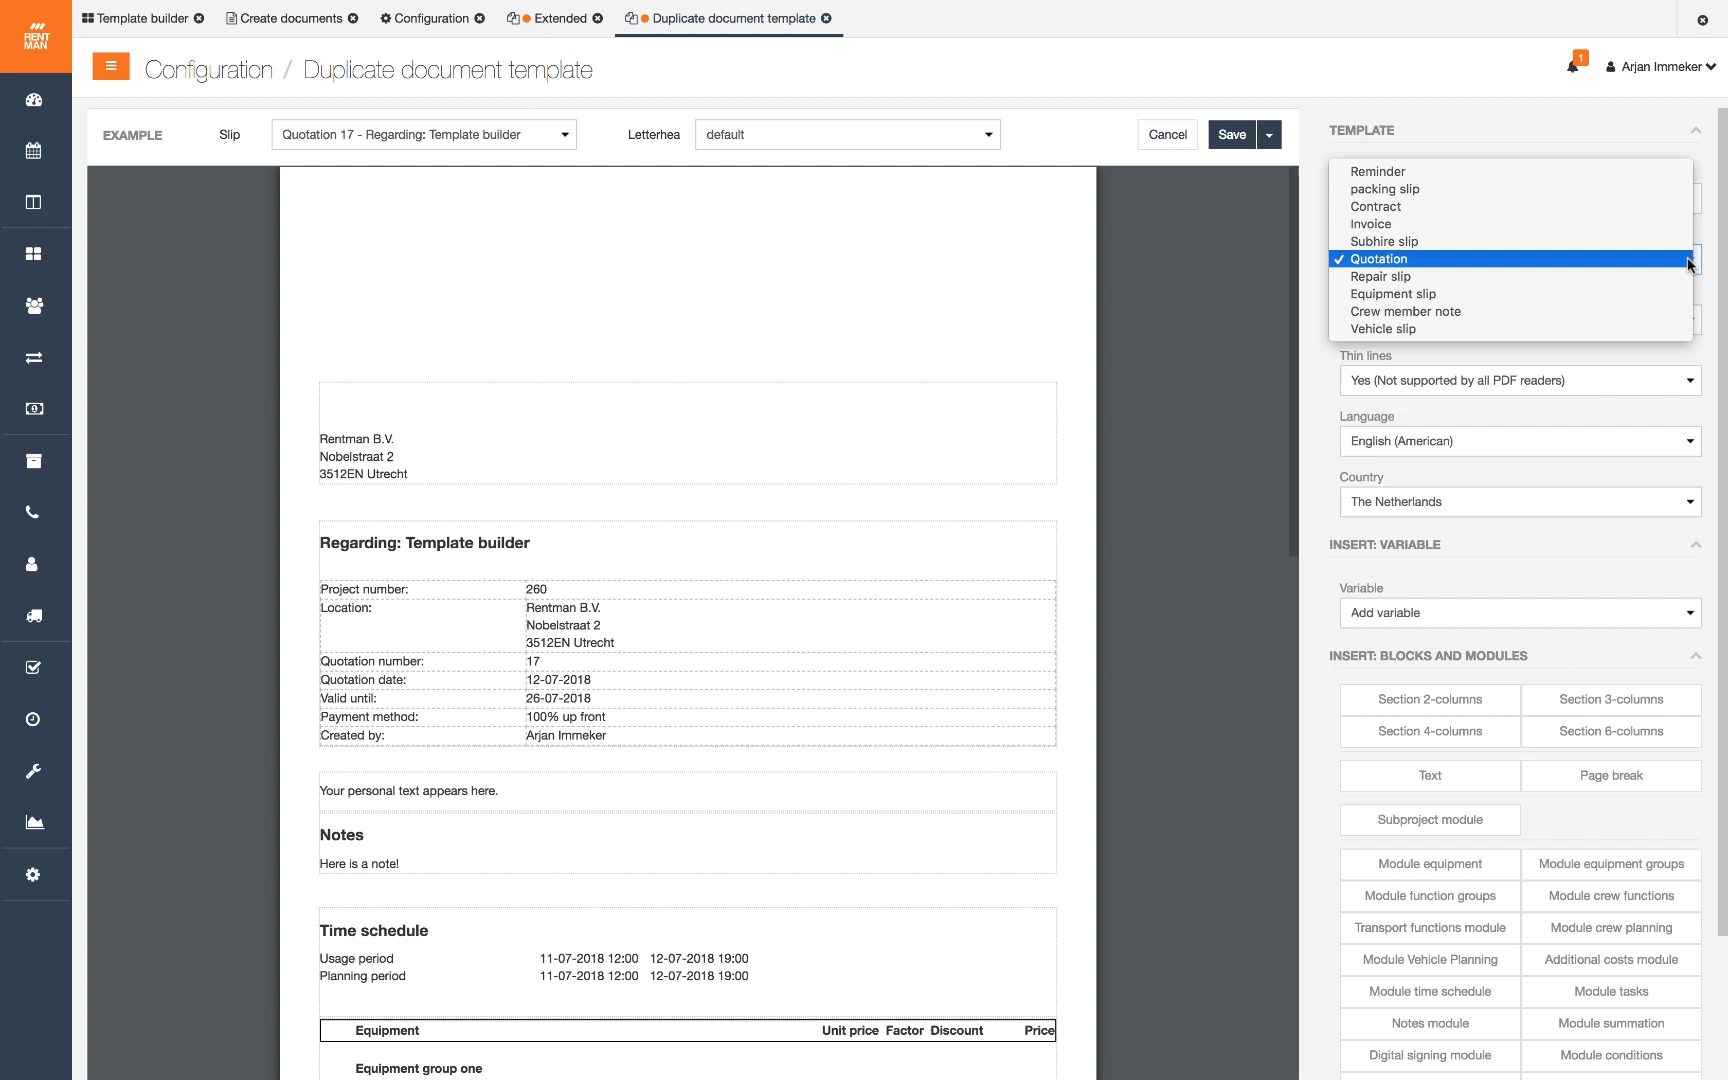 RENT
MAN
Template builder
Create documents
Configuration
Extended
Duplicate document template
Configuration / Duplicate document template
1
Arjan Immeker
EXAMPLE
Slip
Quotation 17 - Regarding: Template builder
Letterhea
default
Cancel
Save
Rentman B.V.
Nobelstraat 2
3512EN Utrecht
Regarding: Template builder
Project number: 260
Location: Rentman B.V.
Nobelstraat 2
3512EN Utrecht
Quotation number: 17
Quotation date: 12-07-2018
Valid until: 26-07-2018
Payment method: 100% up front
Created by: Arjan Immeker
Your personal text appears here.
Notes
Here is a note!
Time schedule
Usage period 11-07-2018 12:00 12-07-2018 19:00
Planning period 11-07-2018 12:00 12-07-2018 19:00
Equipment Unit price Factor Discount Price
Equipment group one
TEMPLATE
Reminder
packing slip
Contract
Invoice
Subhire slip
✓ Quotation
Repair slip
Equipment slip
Crew member note
Vehicle slip
Thin lines
Yes (Not supported by all PDF readers)
Language
English (American)
Country
The Netherlands
INSERT: VARIABLE
Variable
Add variable
INSERT: BLOCKS AND MODULES
Section 2-columns Section 3-columns
Section 4-columns Section 6-columns
Text Page break
Subproject module
Module equipment Module equipment groups
Module function groups Module crew functions
Transport functions module Module crew planning
Module Vehicle Planning Additional costs module
Module time schedule Module tasks
Notes module Module summation
Digital signing module Module conditions